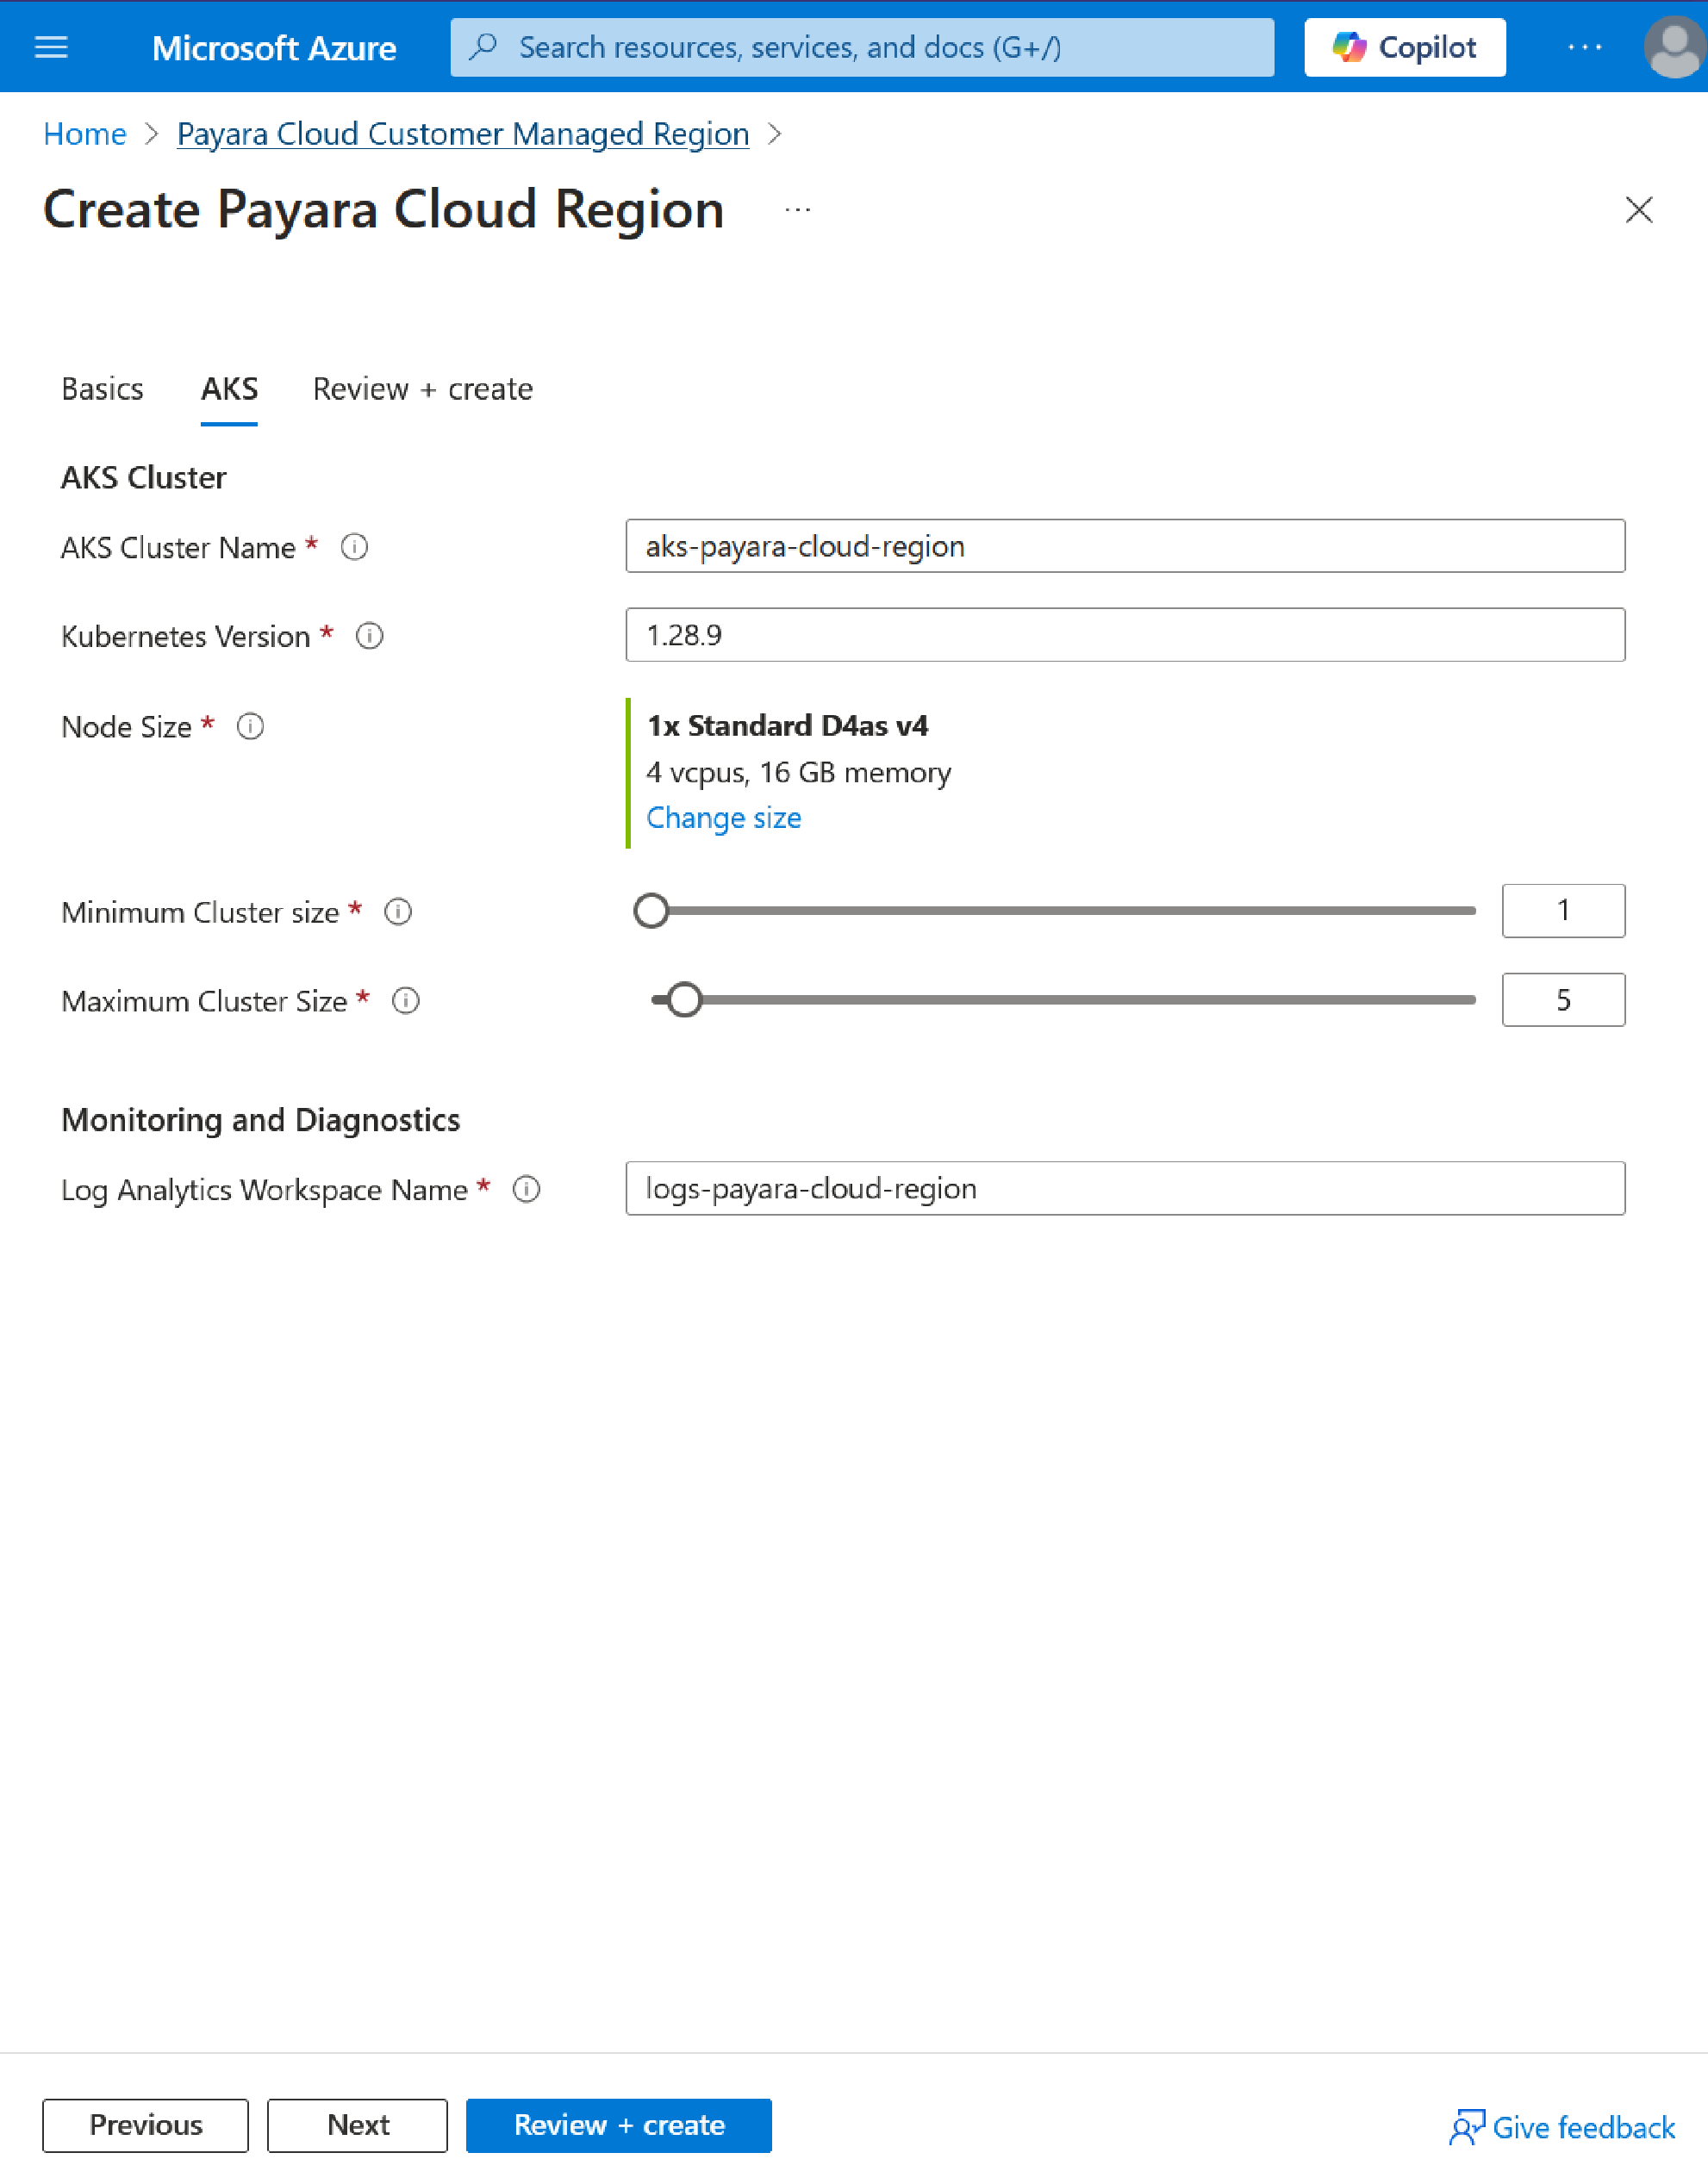 Microsoft Azure
Search resources, services, and docs (G+/)
Copilot
Home > Payara Cloud Customer Managed Region >
Create Payara Cloud Region ...
Basics AKS Review + create
AKS Cluster
AKS Cluster Name * aks-payara-cloud-region
Kubernetes Version * 1.28.9
Node Size * 1x Standard D4as v4
4 vcpus, 16 GB memory
Change size
Minimum Cluster size * 1
Maximum Cluster Size * 5
Monitoring and Diagnostics
Log Analytics Workspace Name * logs-payara-cloud-region
Previous Next Review + create Give feedback